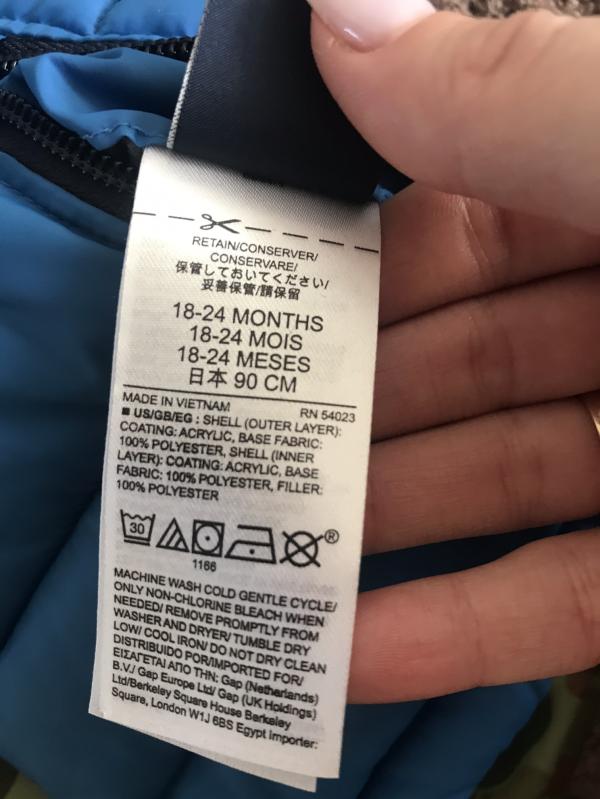 RETAIN/CONSERVER/
CONSERVARE/
保管しておいてください/
妥善保管/請保留
18-24 MONTHS
18-24 MOIS
18-24 MESES
日本 90 CM
MADE IN VIETNAM RN 54023
■ US/GB/EG : SHELL (OUTER LAYER):
COATING: ACRYLIC, BASE FABRIC:
100% POLYESTER, SHELL (INNER
LAYER): COATING: ACRYLIC, BASE
FABRIC: 100% POLYESTER, FILLER:
100% POLYESTER
30
®
1166
MACHINE WASH COLD GENTLE CYCLE/
ONLY NON-CHLORINE BLEACH WHEN
NEEDED/ REMOVE PROMPTLY FROM
WASHER AND DRYER/ TUMBLE DRY
LOW/ COOL IRON/ DO NOT DRY CLEAN
DISTRIBUIDO POR/IMPORTED FOR/
ΕΙΣΑΓΕΤΑΙ ΑΠΟ ΤΗΝ: Gap (Netherlands)
B.V./ Gap Europe Ltd/ Gap (UK Holdings)
Ltd/Berkeley Square House Berkeley
Square, London W1J 6BS Egypt importer: